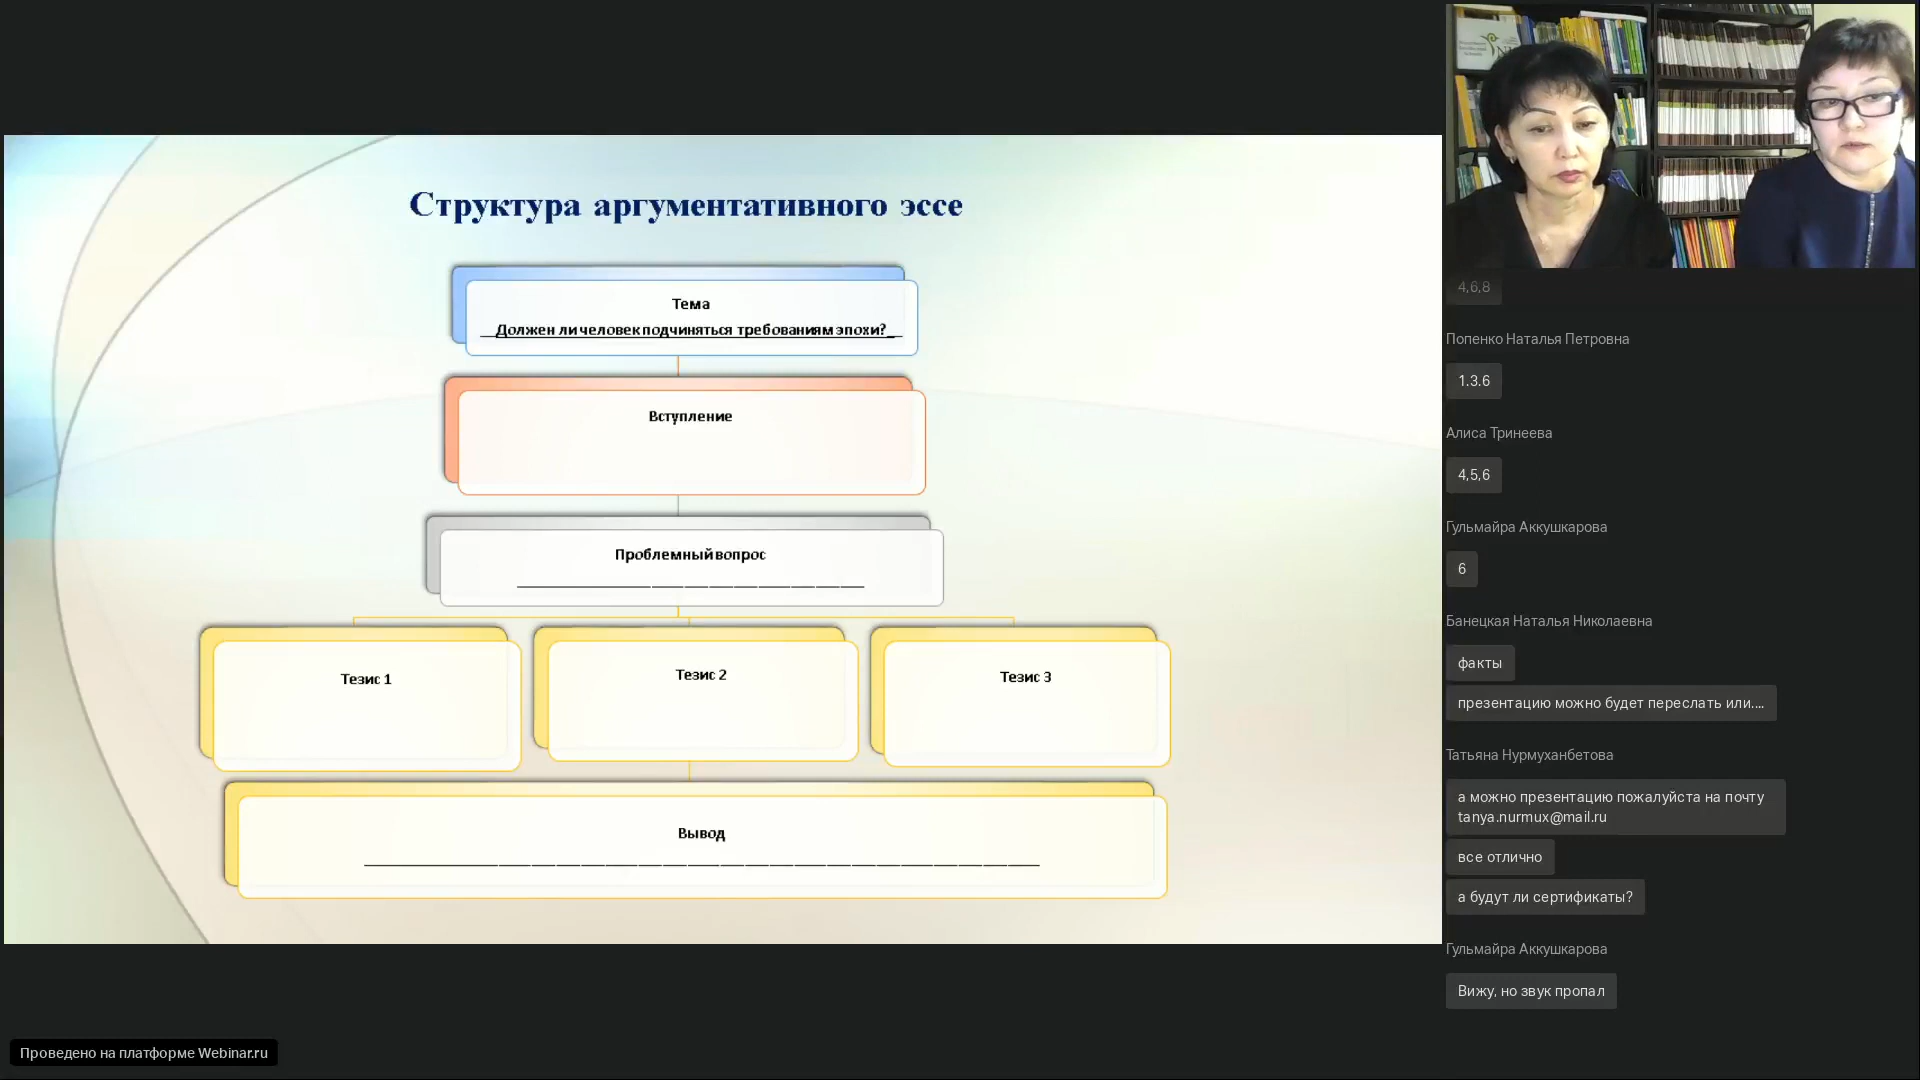 Структура аргументативного эссе
Тема
__Должен ли человек подчиняться требованиям эпохи?_
Вступление
Проблемный вопрос
Тезис 1
Тезис 2
Тезис 3
Вывод
4,6,8
Попенко Наталья Петровна
1.3.6
Алиса Тринеева
4,5,6
Гульмайра Аккушкарова
6
Банецкая Наталья Николаевна
факты
презентацию можно будет переслать или....
Татьяна Нурмуханбетова
а можно презентацию пожалуйста на почту
tanya.nurmux@mail.ru
все отлично
а будут ли сертификаты?
Гульмайра Аккушкарова
Вижу, но звук пропал
Проведено на платформе Webinar.ru